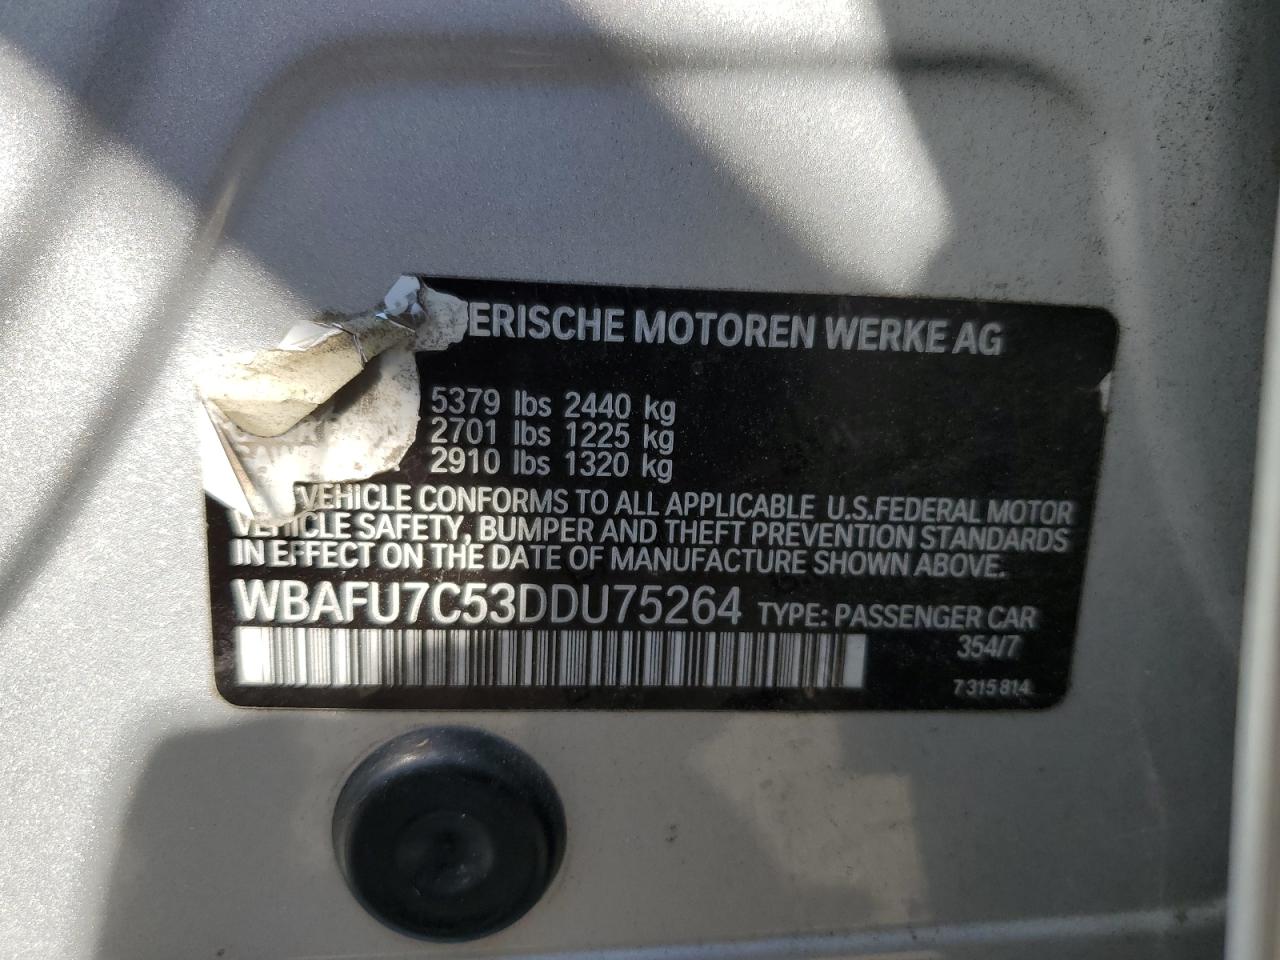 ERISCHE MOTOREN WERKE AG
5379 lbs 2440 kg
2701 lbs 1225 kg
2910 lbs 1320 kg
VEHICLE CONFORMS TO ALL APPLICABLE U.S.FEDERAL MOTOR
VEHICLE SAFETY, BUMPER AND THEFT PREVENTION STANDARDS
IN EFFECT ON THE DATE OF MANUFACTURE SHOWN ABOVE.
WBAFU7C53DDU75264 TYPE: PASSENGER CAR
354/7
7 315 814